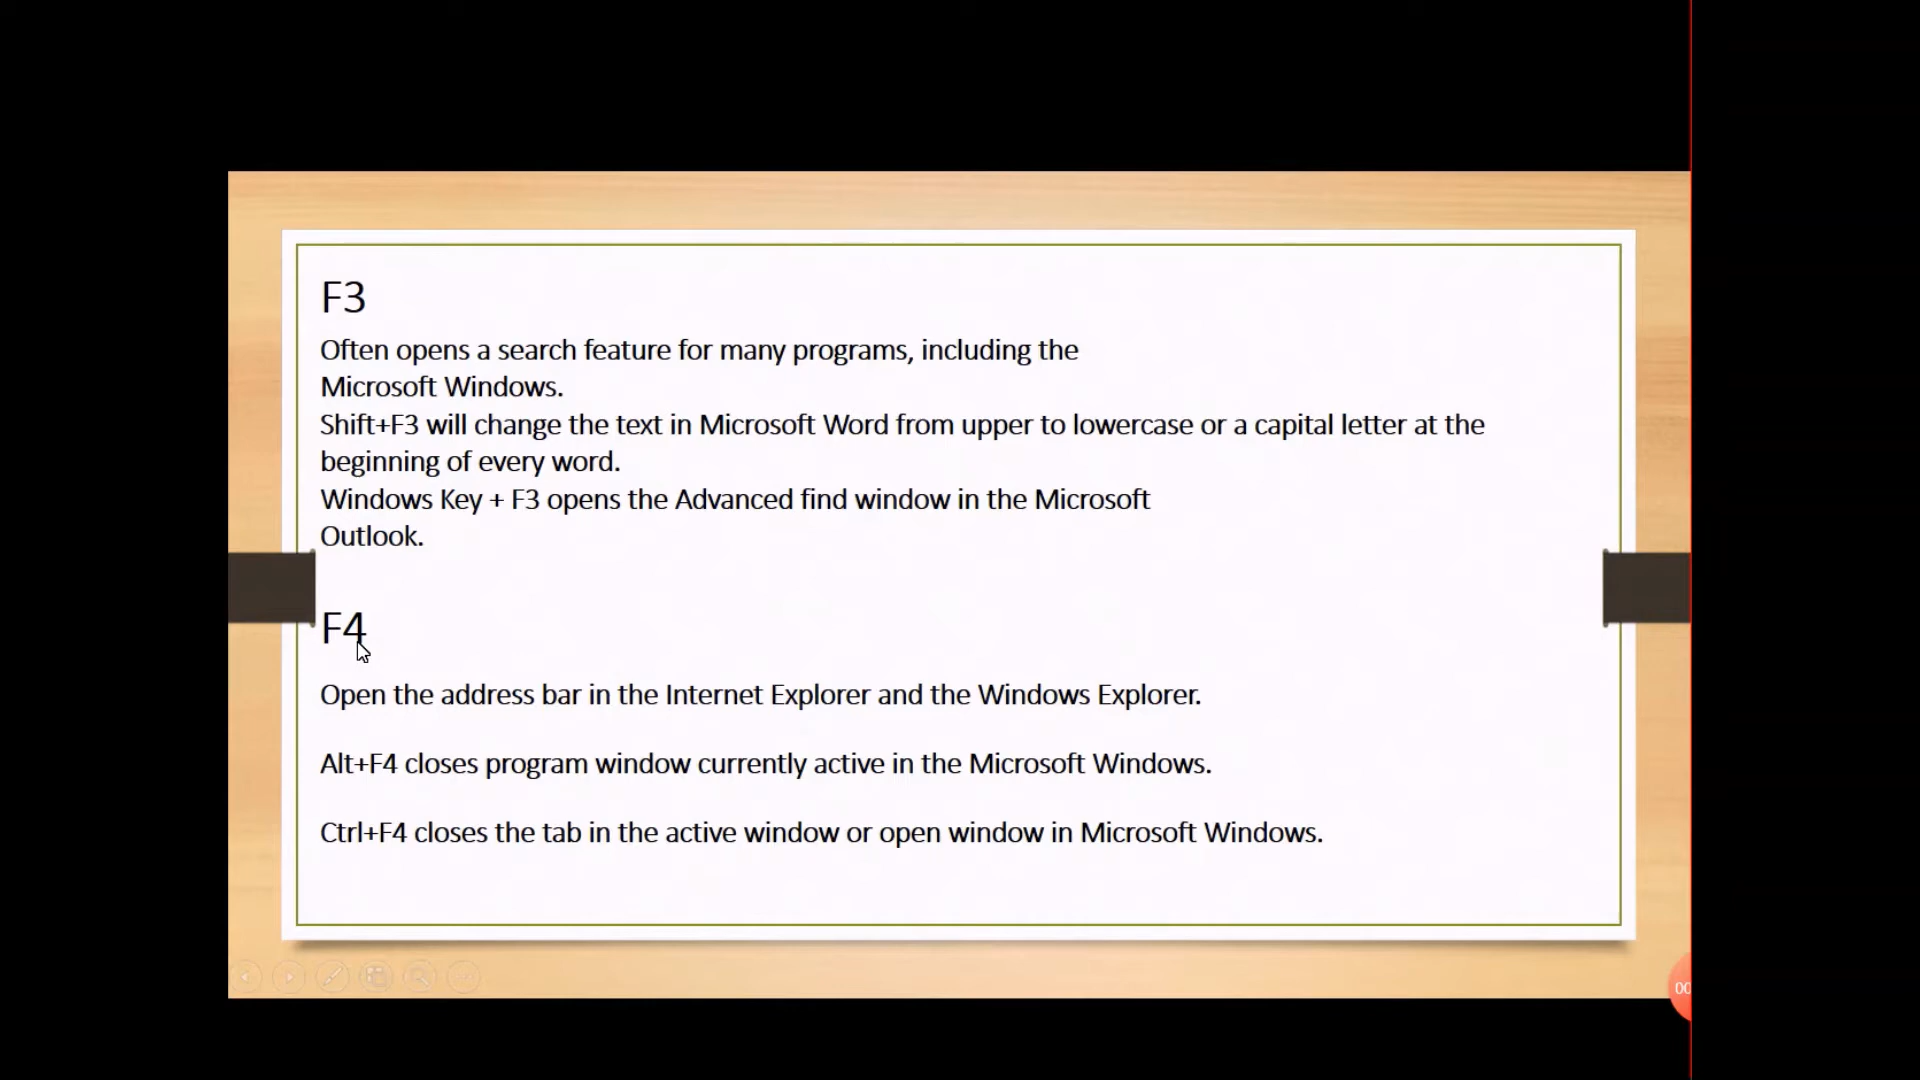 F3
Often opens a search feature for many programs, including the
Microsoft Windows.
Shift+F3 will change the text in Microsoft Word from upper to lowercase or a capital letter at the
beginning of every word.
Windows Key + F3 opens the Advanced find window in the Microsoft
Outlook.
F4
Open the address bar in the Internet Explorer and the Windows Explorer.
Alt+F4 closes program window currently active in the Microsoft Windows.
Ctrl+F4 closes the tab in the active window or open window in Microsoft Windows.
00